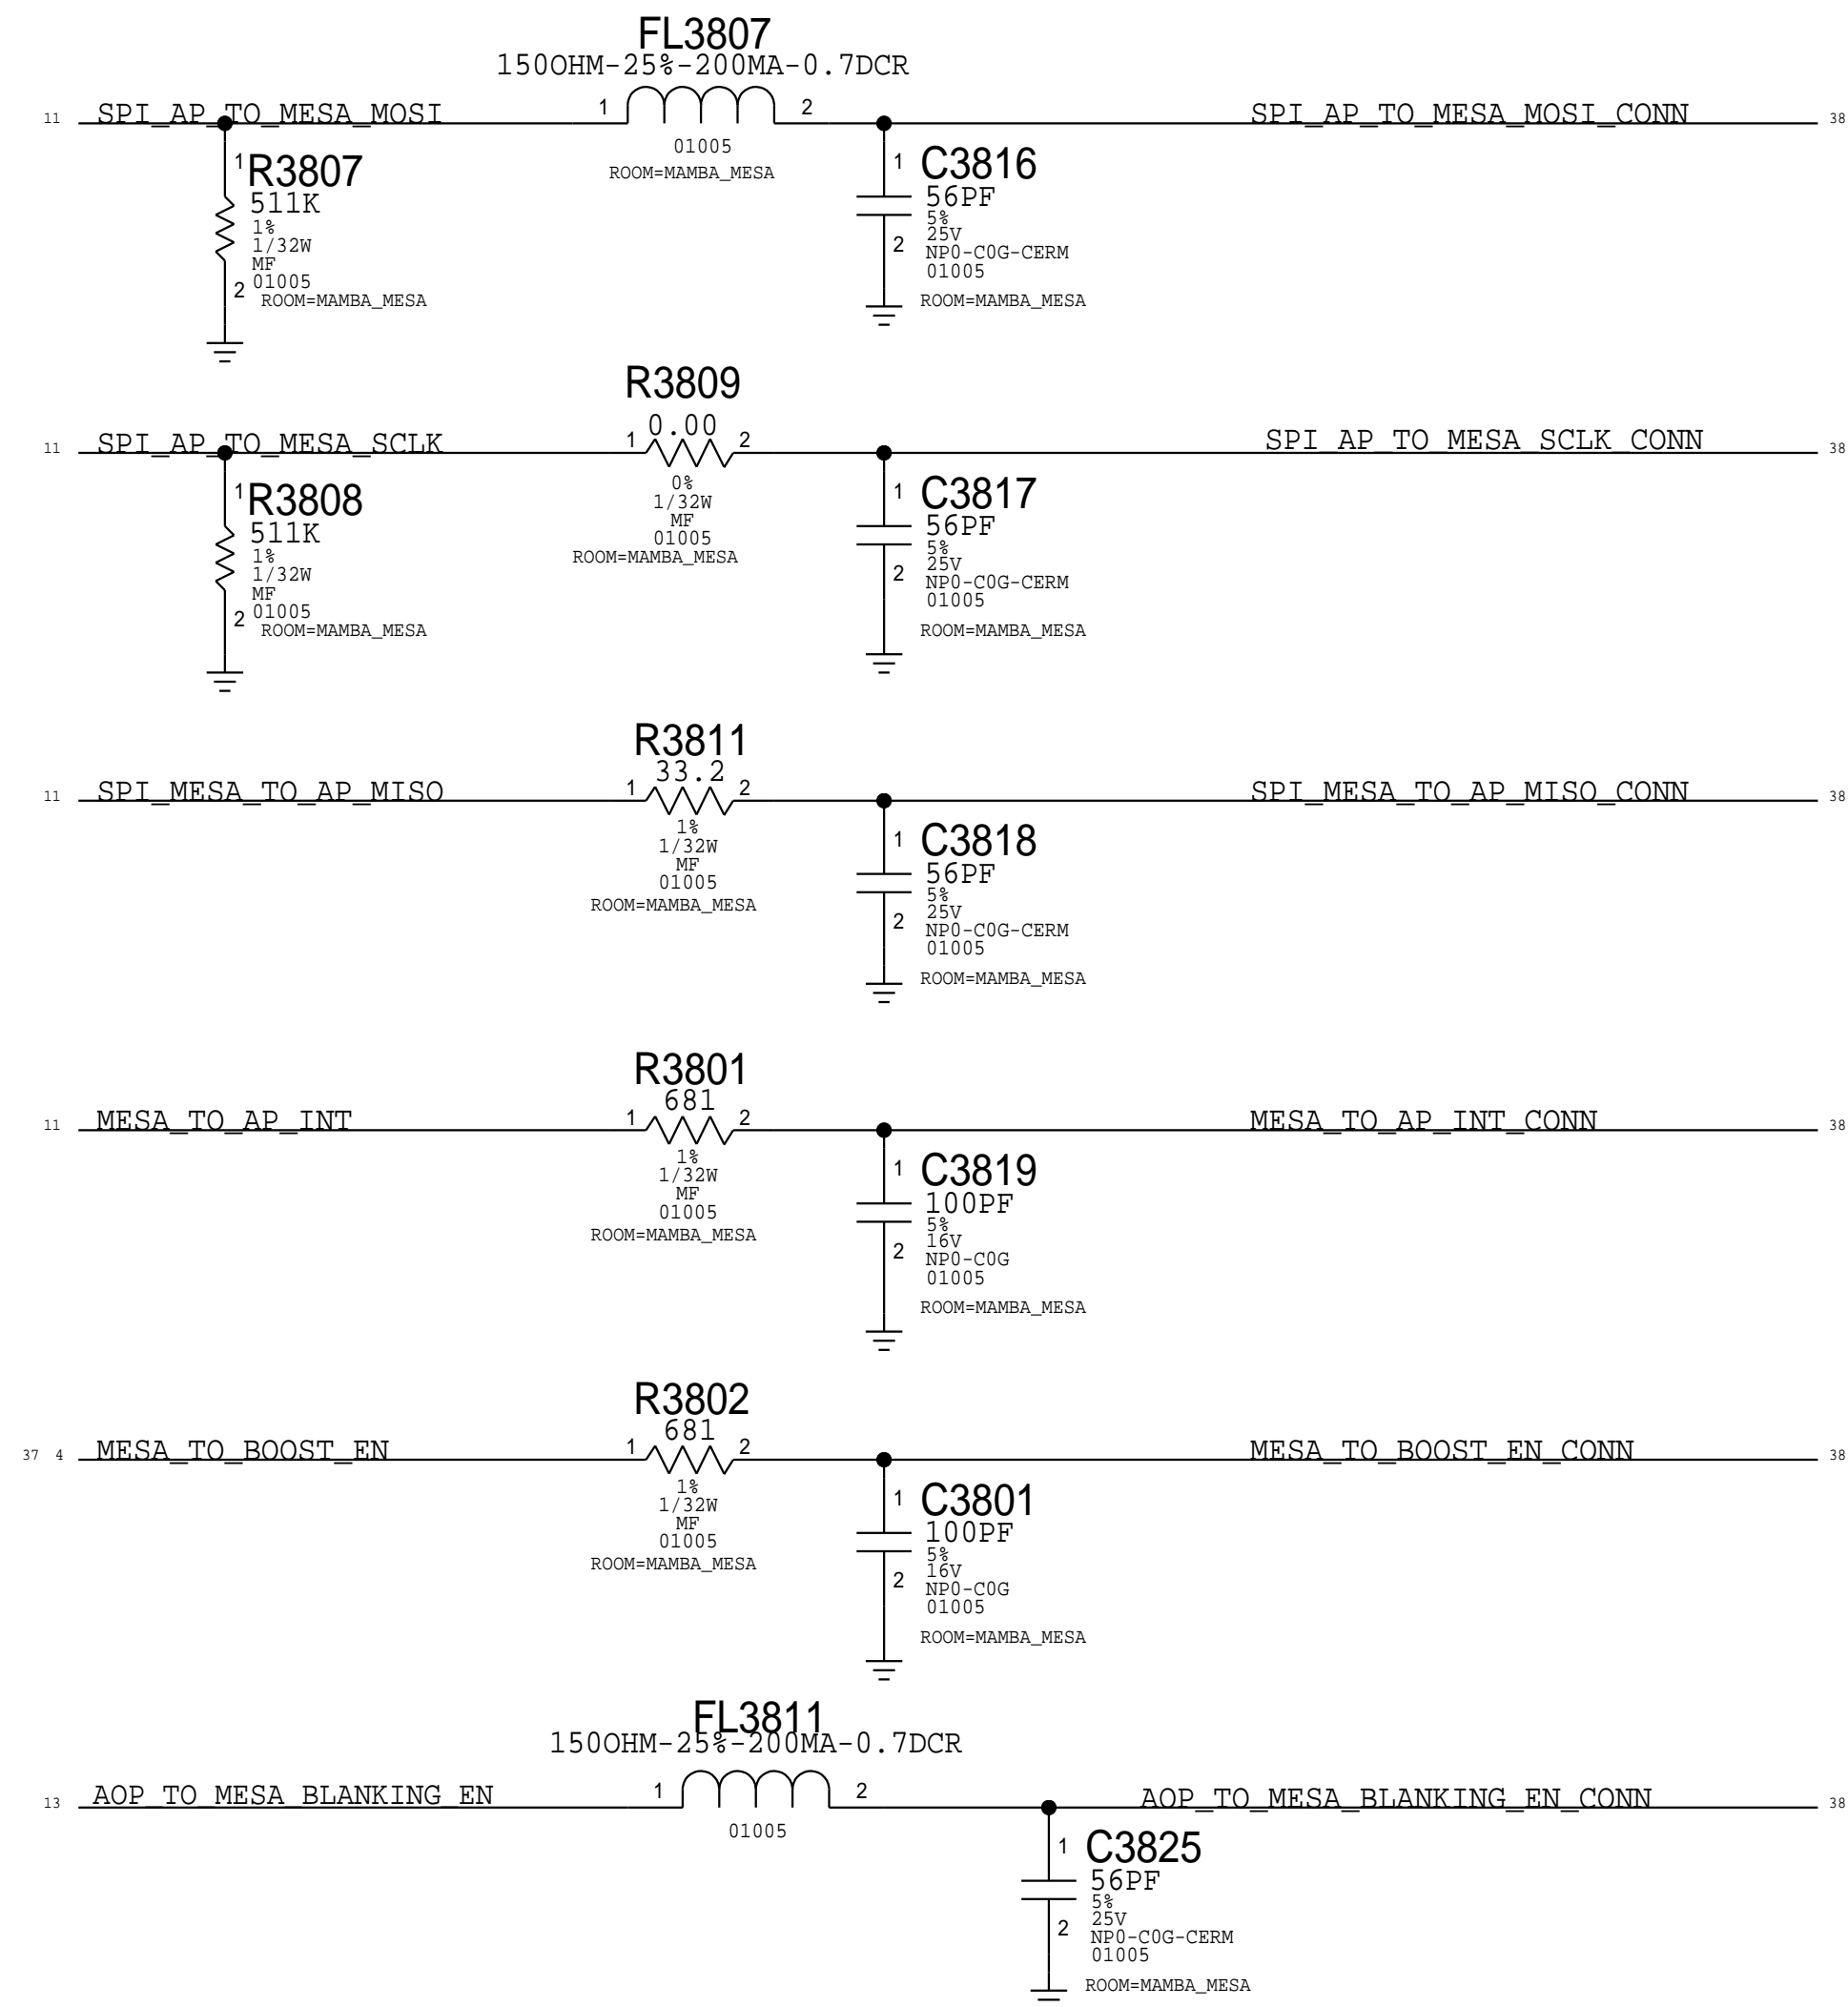 FL3807
150OHM-25%-200MA-0.7DCR
11 SPI_AP_TO_MESA_MOSI 1 2 SPI_AP_TO_MESA_MOSI_CONN 38
01005
ROOM=MAMBA_MESA
1 R3807
511K
1%
1/32W
MF
01005
2 ROOM=MAMBA_MESA
1 C3816
56PF
5%
25V
2 NP0-C0G-CERM
01005
ROOM=MAMBA_MESA
R3809
0.00
11 SPI_AP_TO_MESA_SCLK 1 2 SPI_AP_TO_MESA_SCLK_CONN 38
0%
1/32W
MF
01005
ROOM=MAMBA_MESA
1 R3808
511K
1%
1/32W
MF
01005
2 ROOM=MAMBA_MESA
1 C3817
56PF
5%
25V
2 NP0-C0G-CERM
01005
ROOM=MAMBA_MESA
R3811
33.2
11 SPI_MESA_TO_AP_MISO 1 2 SPI_MESA_TO_AP_MISO_CONN 38
1%
1/32W
MF
01005
ROOM=MAMBA_MESA
1 C3818
56PF
5%
25V
2 NP0-C0G-CERM
01005
ROOM=MAMBA_MESA
R3801
681
11 MESA_TO_AP_INT 1 2 MESA_TO_AP_INT_CONN 38
1%
1/32W
MF
01005
ROOM=MAMBA_MESA
1 C3819
100PF
5%
16V
2 NP0-C0G
01005
ROOM=MAMBA_MESA
R3802
681
37 4 MESA_TO_BOOST_EN 1 2 MESA_TO_BOOST_EN_CONN 38
1%
1/32W
MF
01005
ROOM=MAMBA_MESA
1 C3801
100PF
5%
16V
2 NP0-C0G
01005
ROOM=MAMBA_MESA
FL3811
150OHM-25%-200MA-0.7DCR
13 AOP_TO_MESA_BLANKING_EN 1 2 AOP_TO_MESA_BLANKING_EN_CONN 38
01005
1 C3825
56PF
5%
25V
2 NP0-C0G-CERM
01005
ROOM=MAMBA_MESA